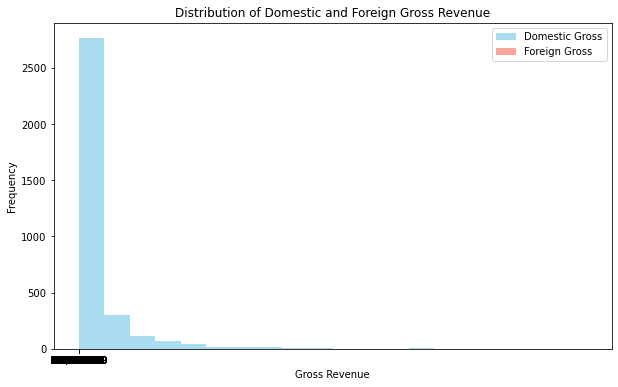 Distribution of Domestic and Foreign Gross Revenue
Domestic Gross
Foreign Gross
2500
2000
1500
1000
500
0
Frequency
Gross Revenue